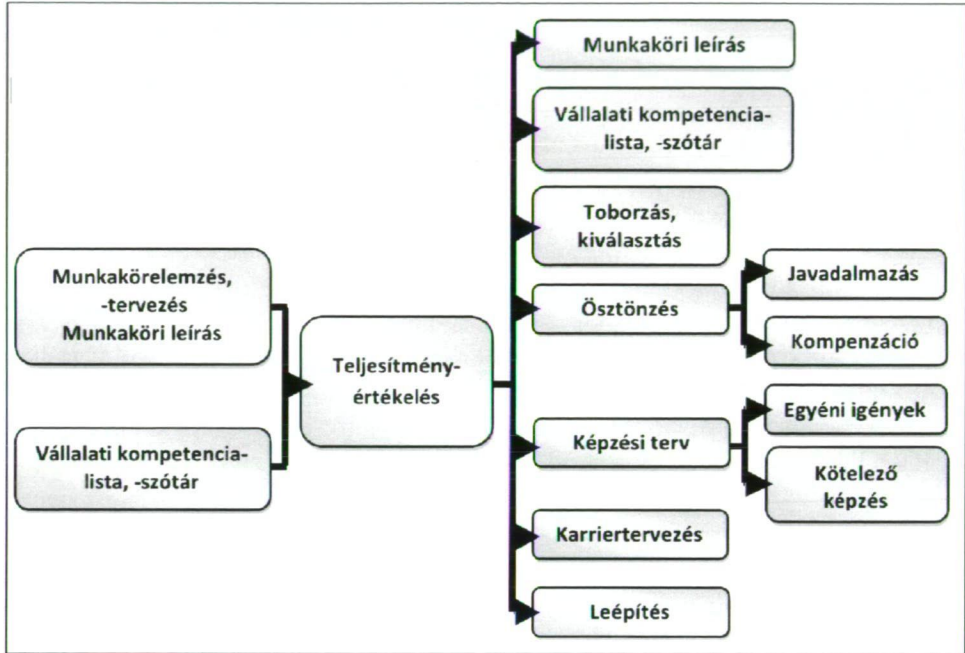 Munkakörelemzés,
-tervezés
Munkaköri leírás
Vállalati kompetencia-
lista, -szótár
Teljesítmény-
értékelés
Munkaköri leírás
Vállalati kompetencia-
lista, -szótár
Toborzás,
kiválasztás
Ösztönzés
Javadalmazás
Kompenzáció
Képzési terv
Egyéni igények
Kötelező
képzés
Karriertervezés
Leépítés